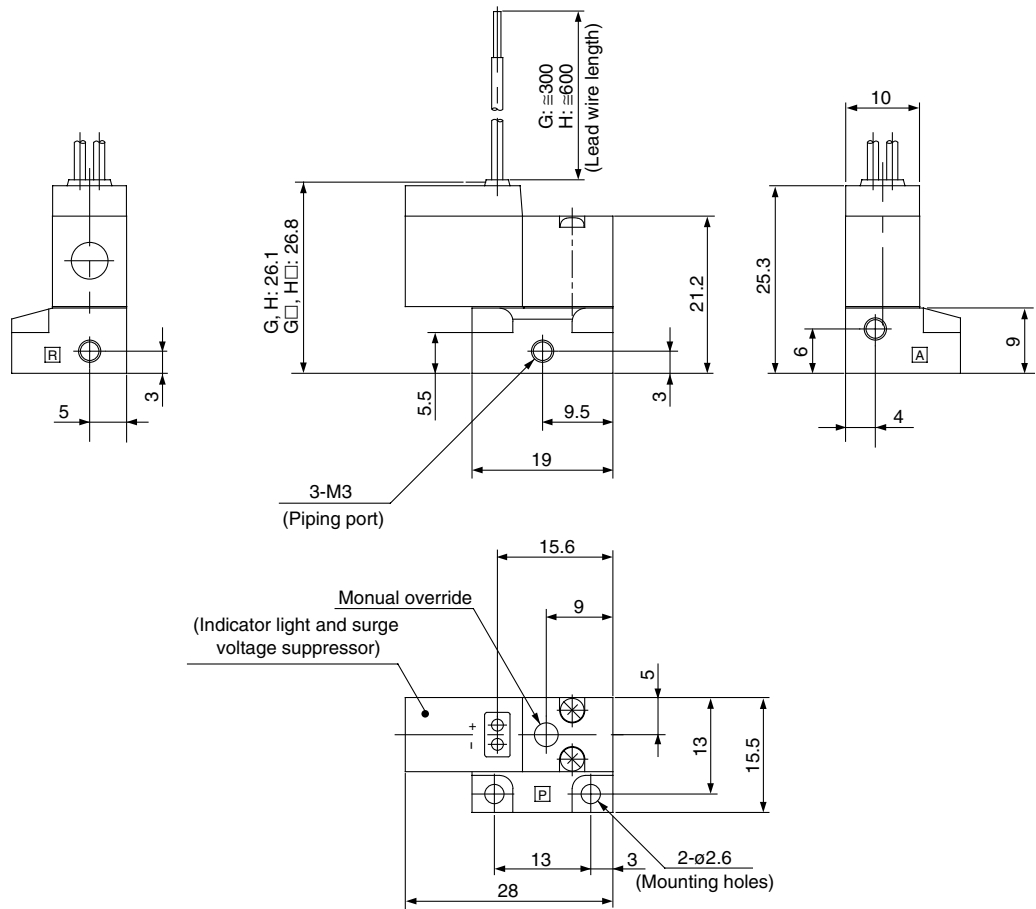 G: ≅300
H: ≅600
(Lead wire length)
10
G, H: 26.1
G□, H□: 26.8
21.2
25.3
R
5
3
5.5
9.5
3
19
6
A
9
4
3-M3
(Piping port)
15.6
Monual override
9
(Indicator light and surge
voltage suppressor)
5
+
-
13
15.5
P
13
3
2-ø2.6
(Mounting holes)
28